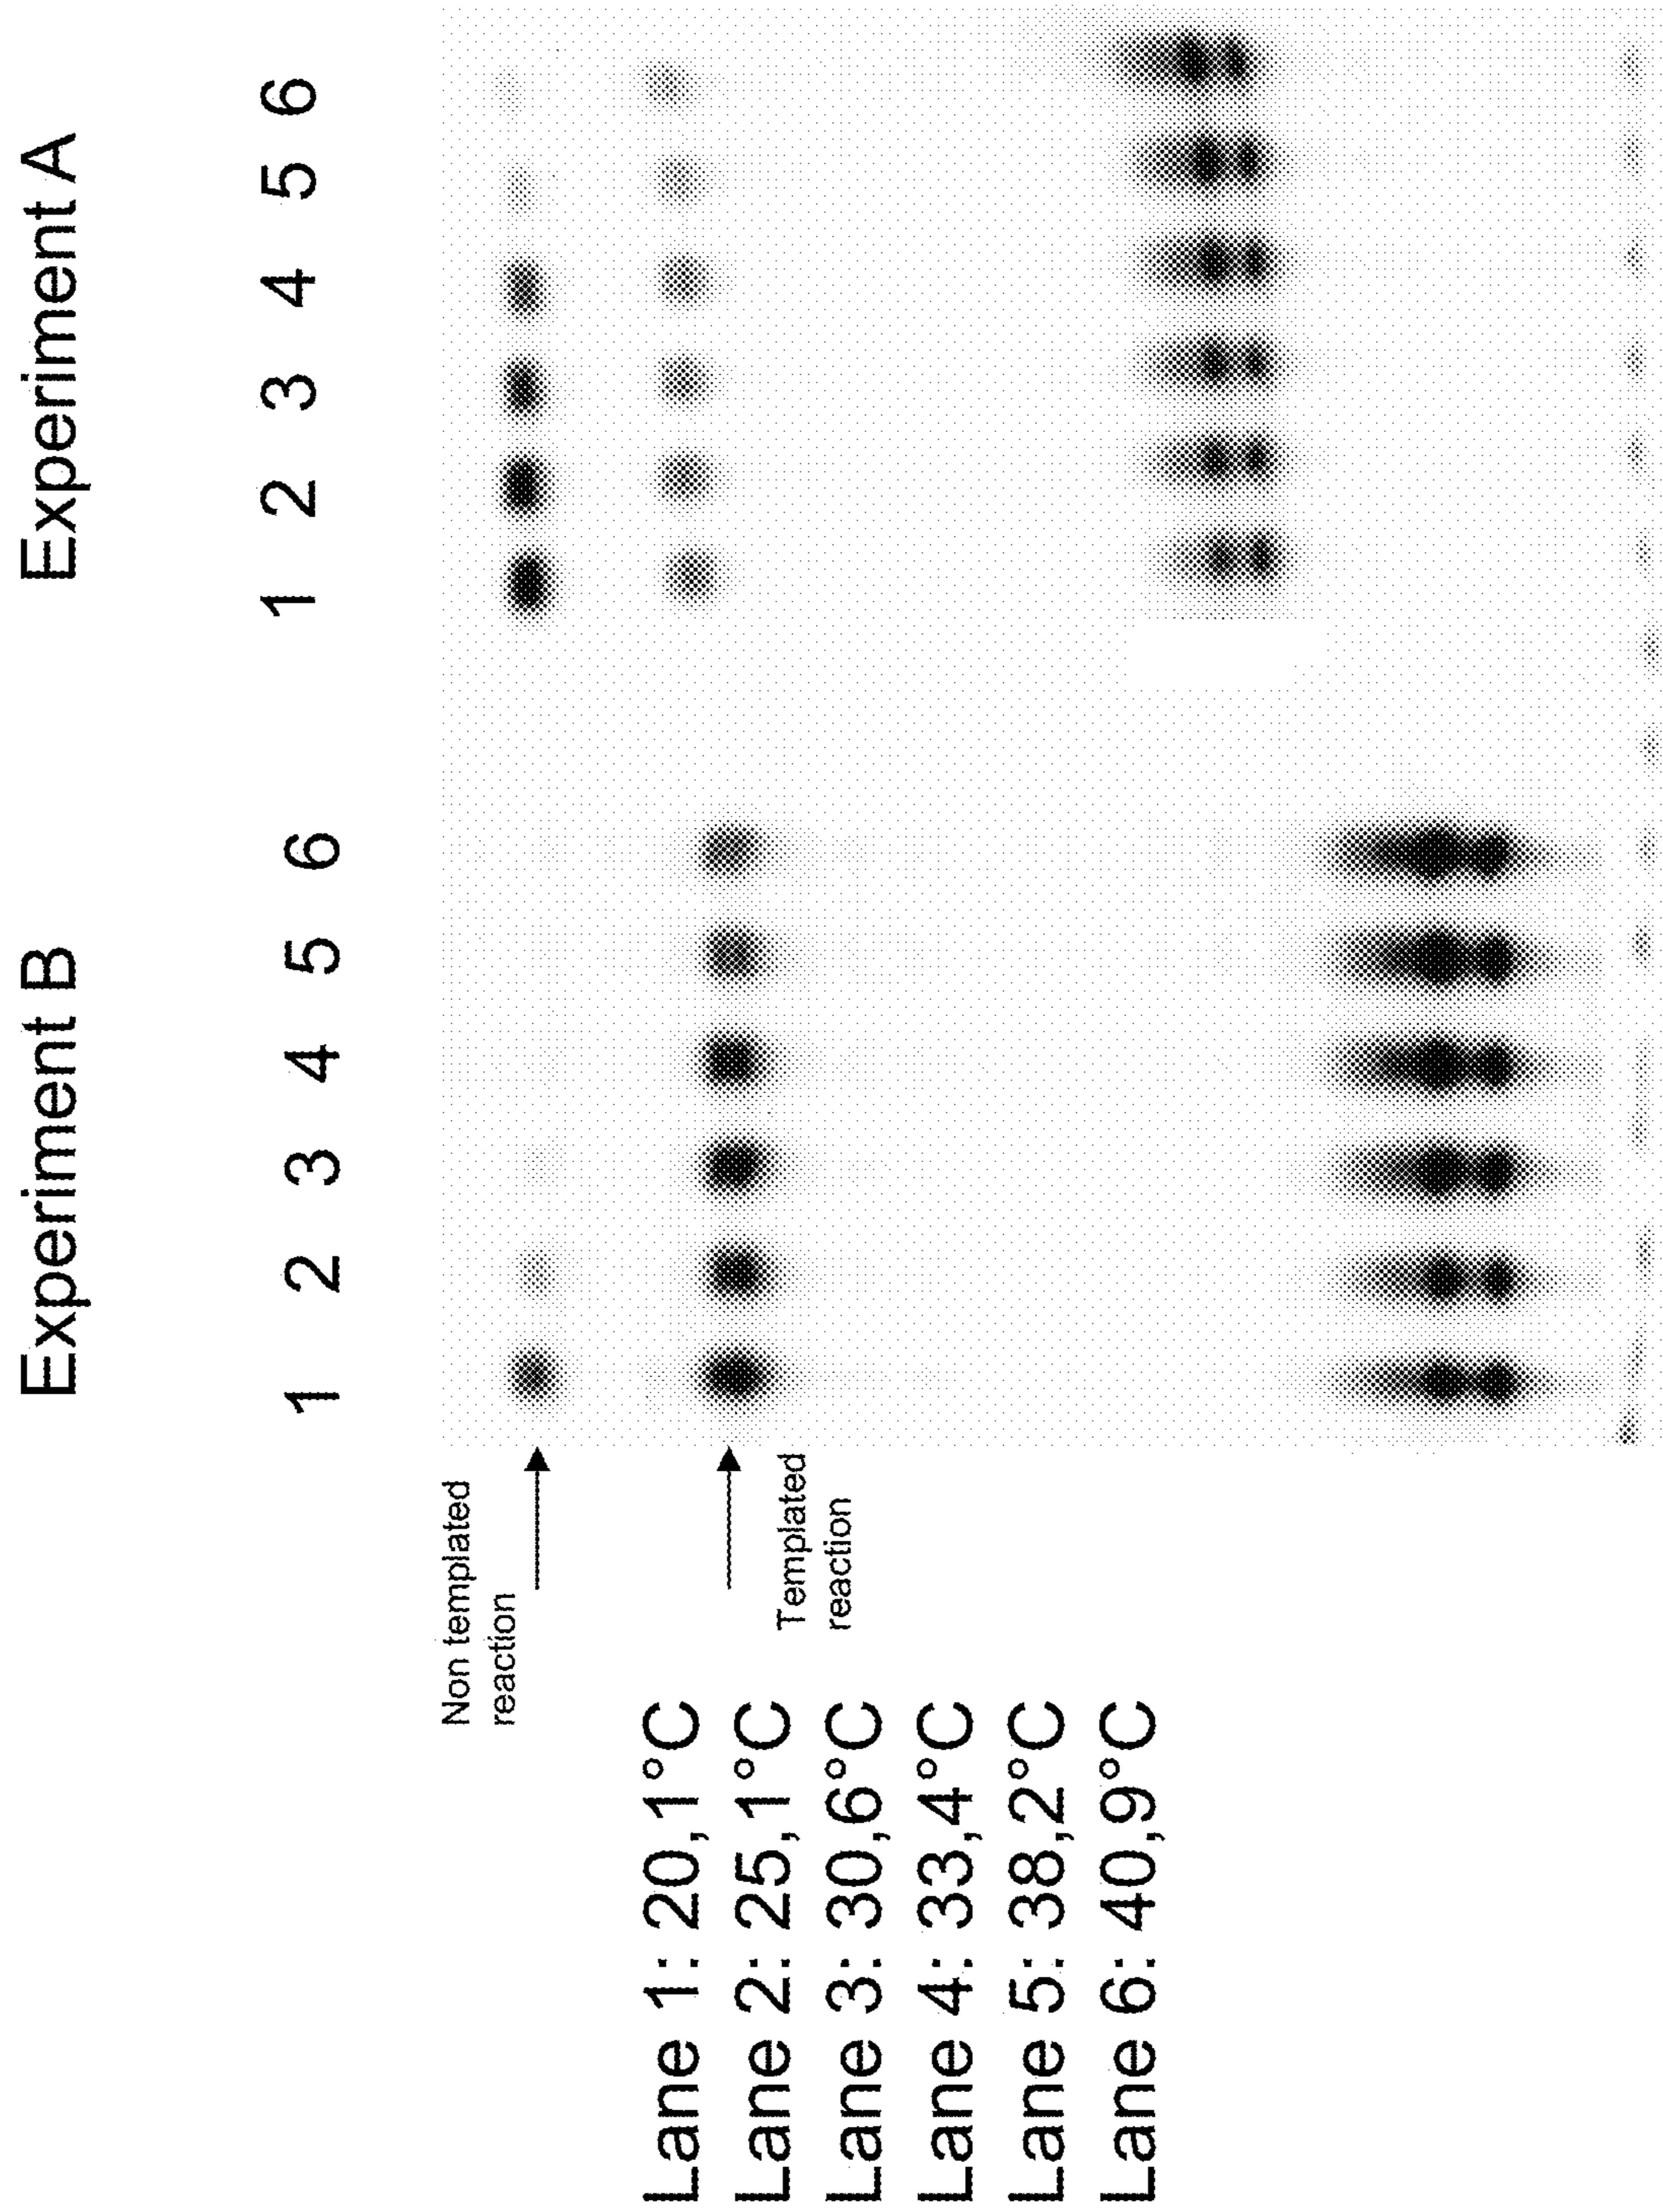 Experiment B
Experiment A
1 2 3 4 5 6
1 2 3 4 5 6
Non templated
reaction
Templated
reaction
Lane 1: 20,1°C
Lane 2: 25,1°C
Lane 3: 30,6°C
Lane 4: 33,4°C
Lane 5: 38,2°C
Lane 6: 40,9°C